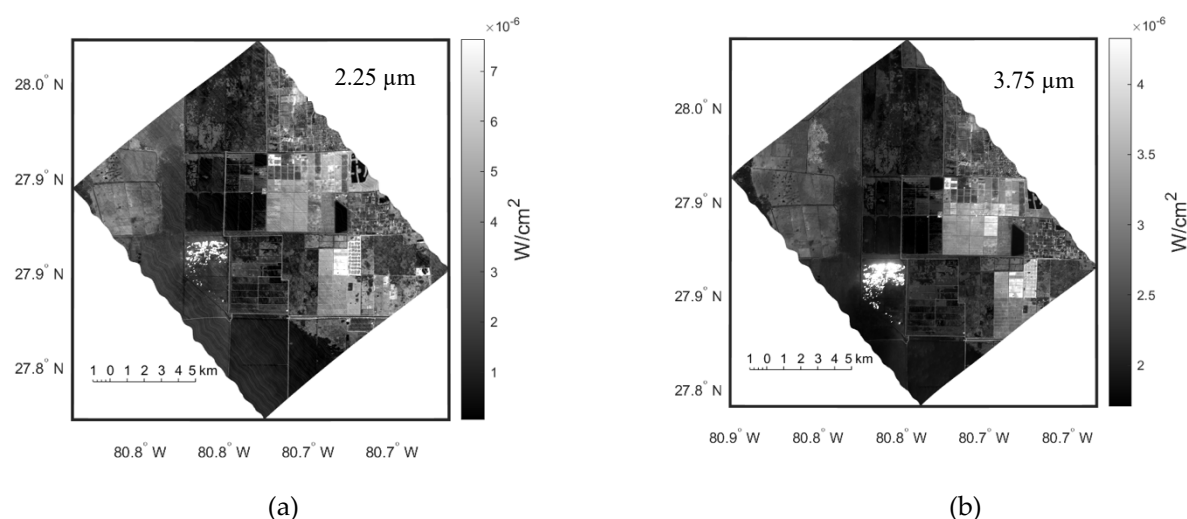 ×10⁻⁶
2.25 µm
7
6
5
4
3
2
1
W/cm²
28.0° N
27.9° N
27.9° N
27.8° N
1 0 1 2 3 4 5 km
80.8° W 80.8° W 80.7° W 80.7° W
(a)
×10⁻⁶
3.75 µm
4
3.5
3
2.5
2
W/cm²
28.0° N
27.9° N
27.9° N
27.8° N
1 0 1 2 3 4 5 km
80.9° W 80.8° W 80.8° W 80.7° W 80.7° W
(b)